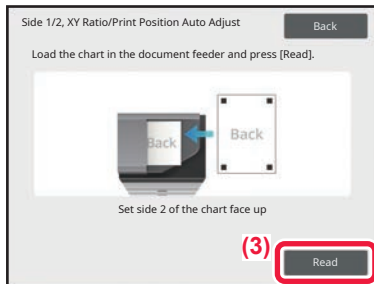 Side 1/2, XY Ratio/Print Position Auto Adjust
Back
Load the chart in the document feeder and press [Read].
Back
Back
Set side 2 of the chart face up
(3)
Read